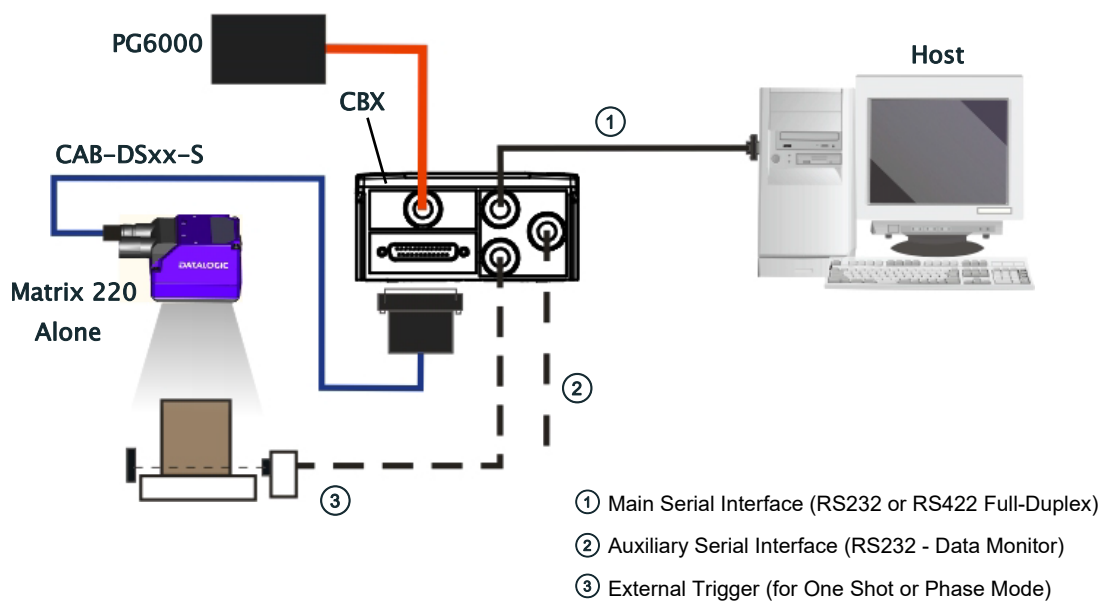 PG6000
Host
CBX
1
CAB-DSxx-S
DATALOGIC
Matrix 220
Alone
2
3
1 Main Serial Interface (RS232 or RS422 Full-Duplex)
2 Auxiliary Serial Interface (RS232 - Data Monitor)
3 External Trigger (for One Shot or Phase Mode)